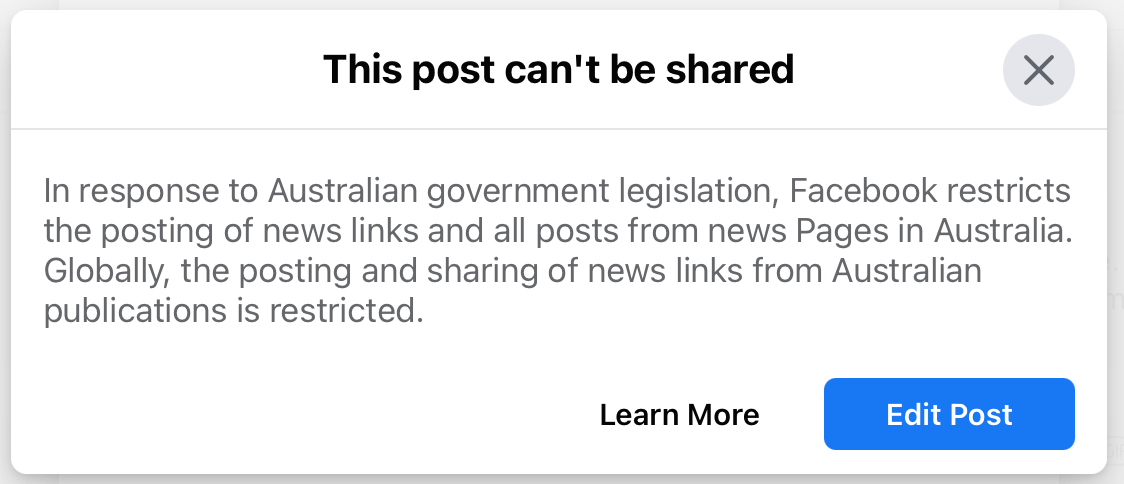 This post can't be shared
In response to Australian government legislation, Facebook restricts
the posting of news links and all posts from news Pages in Australia.
Globally, the posting and sharing of news links from Australian
publications is restricted.
Learn More
Edit Post